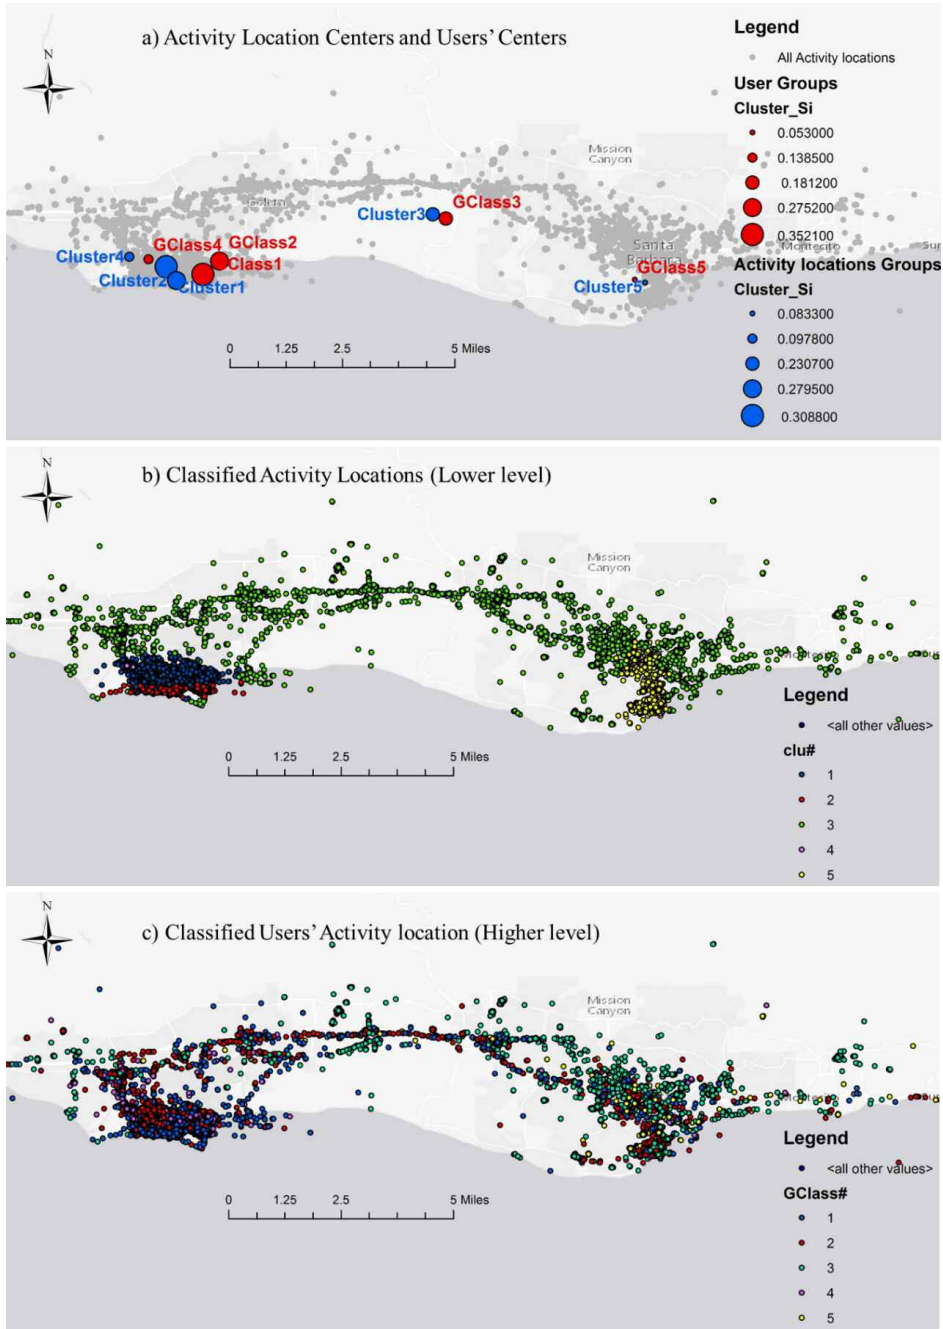 a) Activity Location Centers and Users' Centers
N
Legend
All Activity locations
User Groups
Cluster_Si
0.053000
0.138500
0.181200
0.275200
0.352100
Activity locations Groups
Cluster_Si
0.083300
0.097800
0.230700
0.279500
0.308800
Mission
Canyon
Goleta
Cluster3
GClass3
Santa
Barbara
Montecito
GClass5
Cluster5
Cluster4
GClass4
GClass2
Class1
Cluster2
Cluster1
0 1.25 2.5 5 Miles
b) Classified Activity Locations (Lower level)
N
Mission
Canyon
Montecito
0 1.25 2.5 5 Miles
Legend
<all other values>
clu#
1
2
3
4
5
c) Classified Users' Activity location (Higher level)
N
Mission
Canyon
0 1.25 2.5 5 Miles
Legend
<all other values>
GClass#
1
2
3
4
5